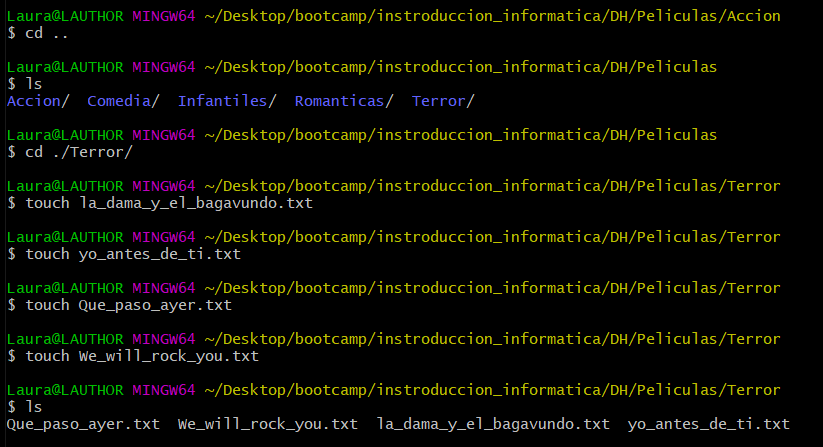 Laura@LAUTHOR MINGW64 ~/Desktop/bootcamp/instroduccion_informatica/DH/Peliculas/Accion
$ cd ..
Laura@LAUTHOR MINGW64 ~/Desktop/bootcamp/instroduccion_informatica/DH/Peliculas
$ ls
Accion/  Comedia/  Infantiles/  Romanticas/  Terror/
Laura@LAUTHOR MINGW64 ~/Desktop/bootcamp/instroduccion_informatica/DH/Peliculas
$ cd ./Terror/
Laura@LAUTHOR MINGW64 ~/Desktop/bootcamp/instroduccion_informatica/DH/Peliculas/Terror
$ touch la_dama_y_el_bagavundo.txt
Laura@LAUTHOR MINGW64 ~/Desktop/bootcamp/instroduccion_informatica/DH/Peliculas/Terror
$ touch yo_antes_de_ti.txt
Laura@LAUTHOR MINGW64 ~/Desktop/bootcamp/instroduccion_informatica/DH/Peliculas/Terror
$ touch Que_paso_ayer.txt
Laura@LAUTHOR MINGW64 ~/Desktop/bootcamp/instroduccion_informatica/DH/Peliculas/Terror
$ touch We_will_rock_you.txt
Laura@LAUTHOR MINGW64 ~/Desktop/bootcamp/instroduccion_informatica/DH/Peliculas/Terror
$ ls
Que_paso_ayer.txt  We_will_rock_you.txt  la_dama_y_el_bagavundo.txt  yo_antes_de_ti.txt